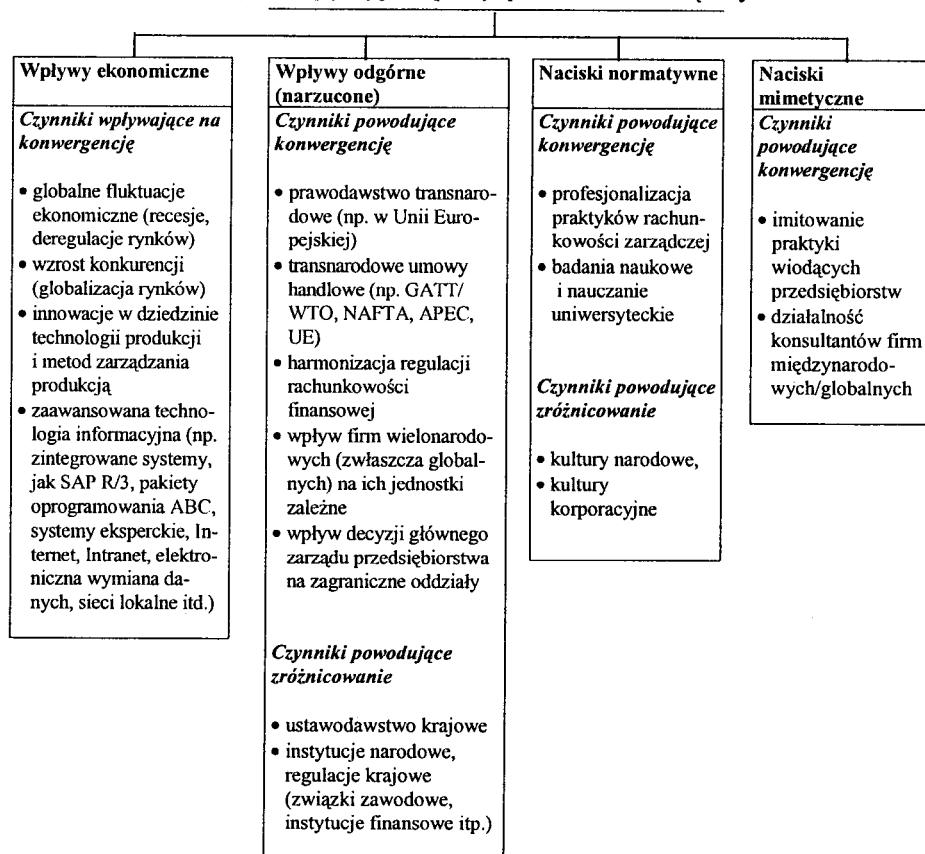 Wpływy ekonomiczne
Czynniki wpływające na
konwergencję
• globalne fluktuacje
ekonomiczne (recesje,
deregulacje rynków)
• wzrost konkurencji
(globalizacja rynków)
• innowacje w dziedzinie
technologii produkcji
i metod zarządzania
produkcją
• zaawansowana techno-
logia informacyjna (np.
zintegrowane systemy,
jak SAP R/3, pakiety
oprogramowania ABC,
systemy eksperckie, In-
ternet, Intranet, elektro-
niczna wymiana da-
nych, sieci lokalne itd.)
Wpływy odgórne
(narzucone)
Czynniki powodujące
konwergencję
• prawodawstwo transnaro-
dowe (np. w Unii Euro-
pejskiej)
• transnarodowe umowy
handlowe (np. GATT/
WTO, NAFTA, APEC,
UE)
• harmonizacja regulacji
rachunkowości
finansowej
• wpływ firm wielonarodo-
wych (zwłaszcza global-
nych) na ich jednostki
zależne
• wpływ decyzji głównego
zarządu przedsiębiorstwa
na zagraniczne oddziały
Czynniki powodujące
zróżnicowanie
• ustawodawstwo krajowe
• instytucje narodowe,
regulacje krajowe
(związki zawodowe,
instytucje finansowe itp.)
Naciski normatywne
Czynniki powodujące
konwergencję
• profesjonalizacja
praktyków rachun-
kowości zarządczej
• badania naukowe
i nauczanie
uniwersyteckie
Czynniki powodujące
zróżnicowanie
• kultury narodowe,
• kultury
korporacyjne
Naciski
mimetyczne
Czynniki
powodujące
konwergencję
• imitowanie
praktyki
wiodących
przedsiębiorstw
• działalność
konsultantów firm
międzynarodo-
wych/globalnych